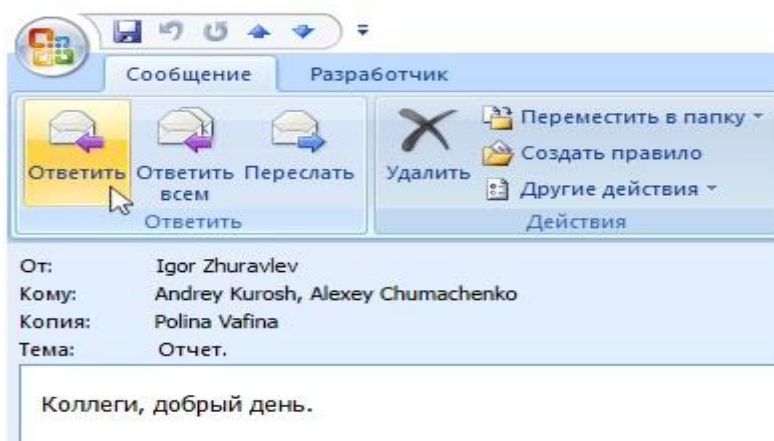 Сообщение Разработчик
Ответить Ответить всем Переслать Удалить
Переместить в папку
Создать правило
Другие действия
Ответить Действия
От: Igor Zhuravlev
Кому: Andrey Kurosh, Alexey Chumachenko
Копия: Polina Vafina
Тема: Отчет.
Коллеги, добрый день.